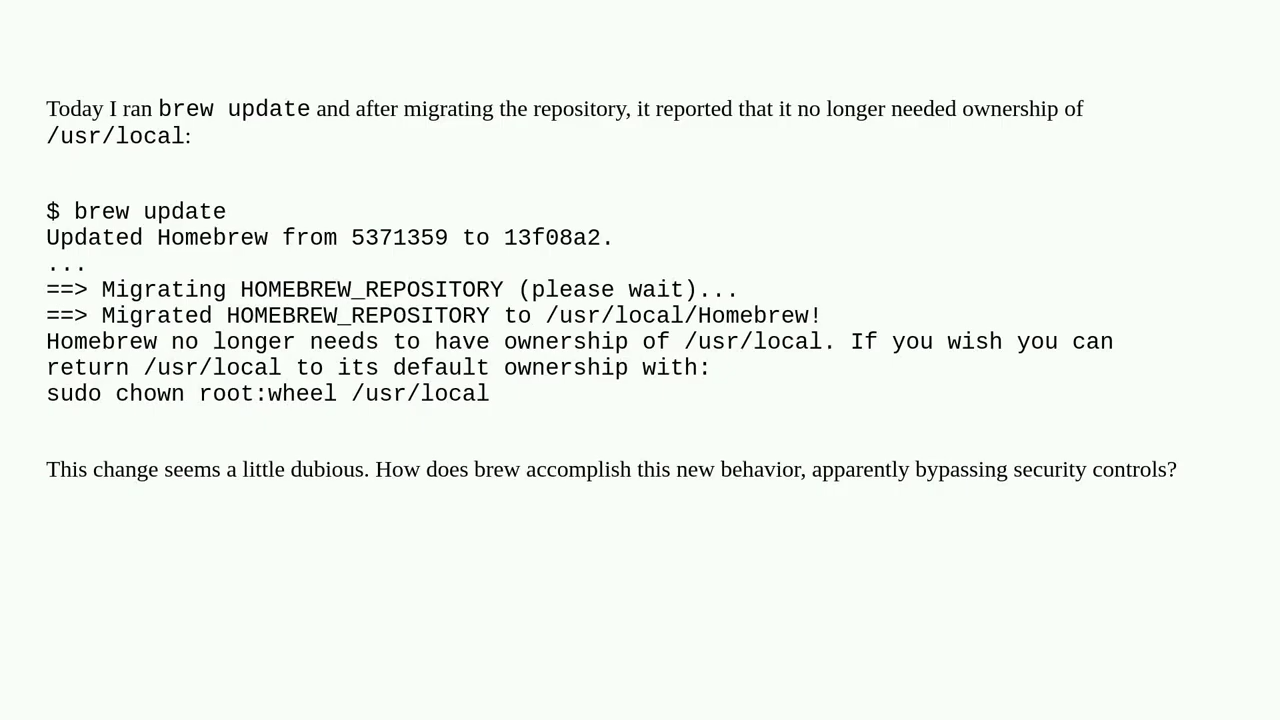 Today I ran brew update and after migrating the repository, it reported that it no longer needed ownership of
/usr/local:
$ brew update
Updated Homebrew from 5371359 to 13f08a2.
...
==> Migrating HOMEBREW_REPOSITORY (please wait)...
==> Migrated HOMEBREW_REPOSITORY to /usr/local/Homebrew!
Homebrew no longer needs to have ownership of /usr/local. If you wish you can
return /usr/local to its default ownership with:
sudo chown root:wheel /usr/local
This change seems a little dubious. How does brew accomplish this new behavior, apparently bypassing security controls?